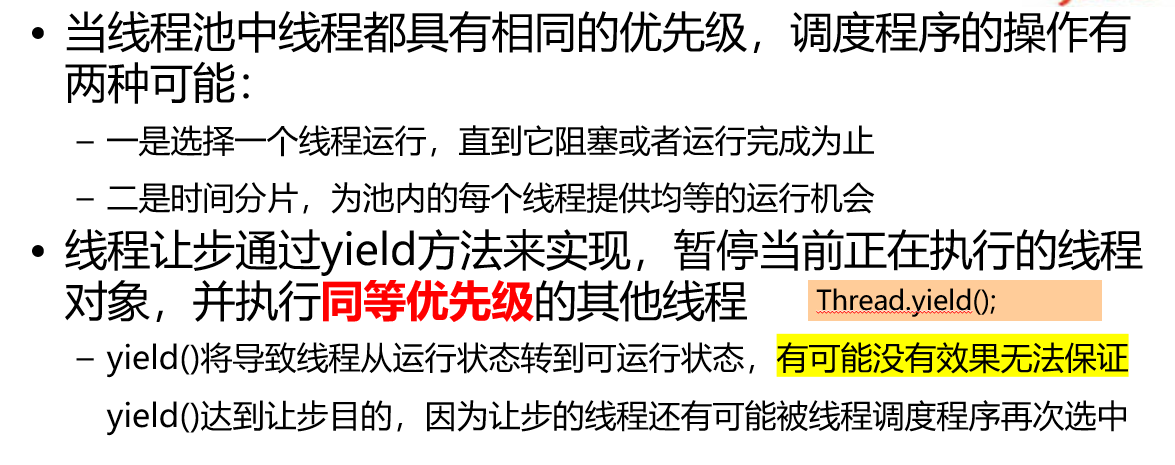 • 当线程池中线程都具有相同的优先级，调度程序的操作有
两种可能：
– 一是选择一个线程运行，直到它阻塞或者运行完成为止
– 二是时间分片，为池内的每个线程提供均等的运行机会
• 线程让步通过yield方法来实现，暂停当前正在执行的线程
对象，并执行同等优先级的其他线程
Thread.yield();
– yield()将导致线程从运行状态转到可运行状态，有可能没有效果无法保证
yield()达到让步目的，因为让步的线程还有可能被线程调度程序再次选中